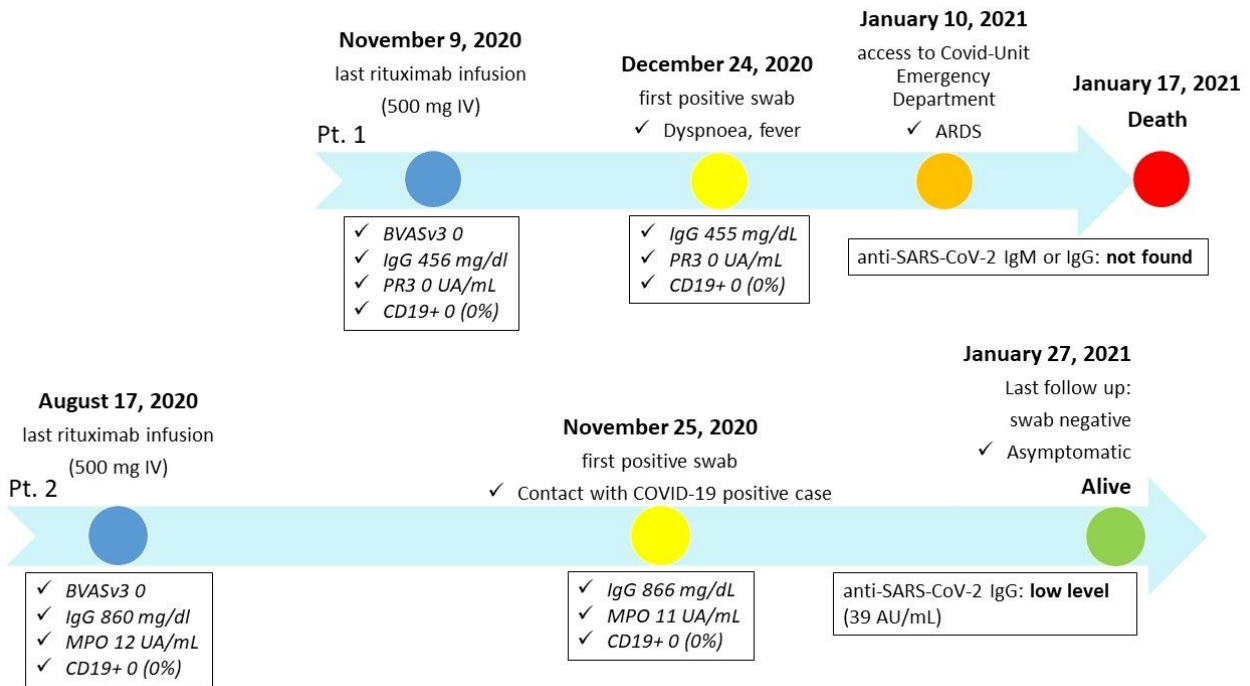 Pt. 1
November 9, 2020
last rituximab infusion
(500 mg IV)
✓ BVASv3 0
✓ IgG 456 mg/dl
✓ PR3 0 UA/mL
✓ CD19+ 0 (0%)
December 24, 2020
first positive swab
✓ Dyspnoea, fever
✓ IgG 455 mg/dL
✓ PR3 0 UA/mL
✓ CD19+ 0 (0%)
January 10, 2021
access to Covid-Unit
Emergency
Department
✓ ARDS
January 17, 2021
Death
anti-SARS-CoV-2 IgM or IgG: not found
Pt. 2
August 17, 2020
last rituximab infusion
(500 mg IV)
✓ BVASv3 0
✓ IgG 860 mg/dl
✓ MPO 12 UA/mL
✓ CD19+ 0 (0%)
November 25, 2020
first positive swab
✓ Contact with COVID-19 positive case
✓ IgG 866 mg/dL
✓ MPO 11 UA/mL
✓ CD19+ 0 (0%)
January 27, 2021
Last follow up:
swab negative
✓ Asymptomatic
Alive
anti-SARS-CoV-2 IgG: low level
(39 AU/mL)